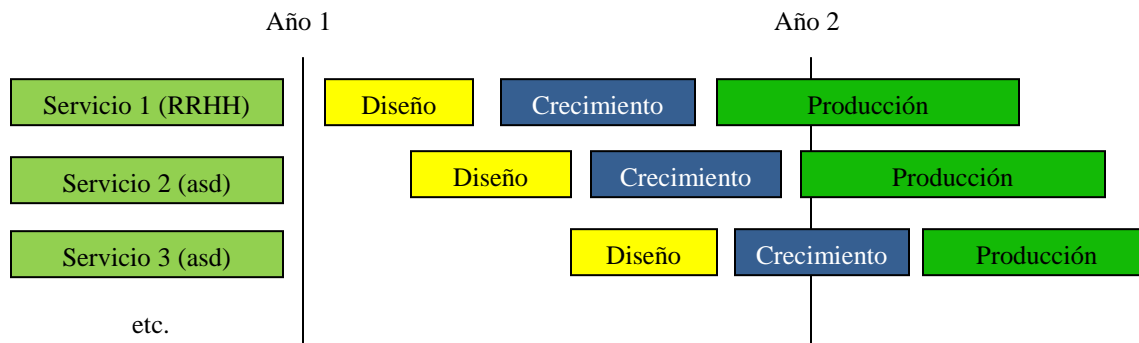 Año 1 Año 2
Servicio 1 (RRHH) Diseño Crecimiento Producción
Servicio 2 (asd) Diseño Crecimiento Producción
Servicio 3 (asd) Diseño Crecimiento Producción
etc.